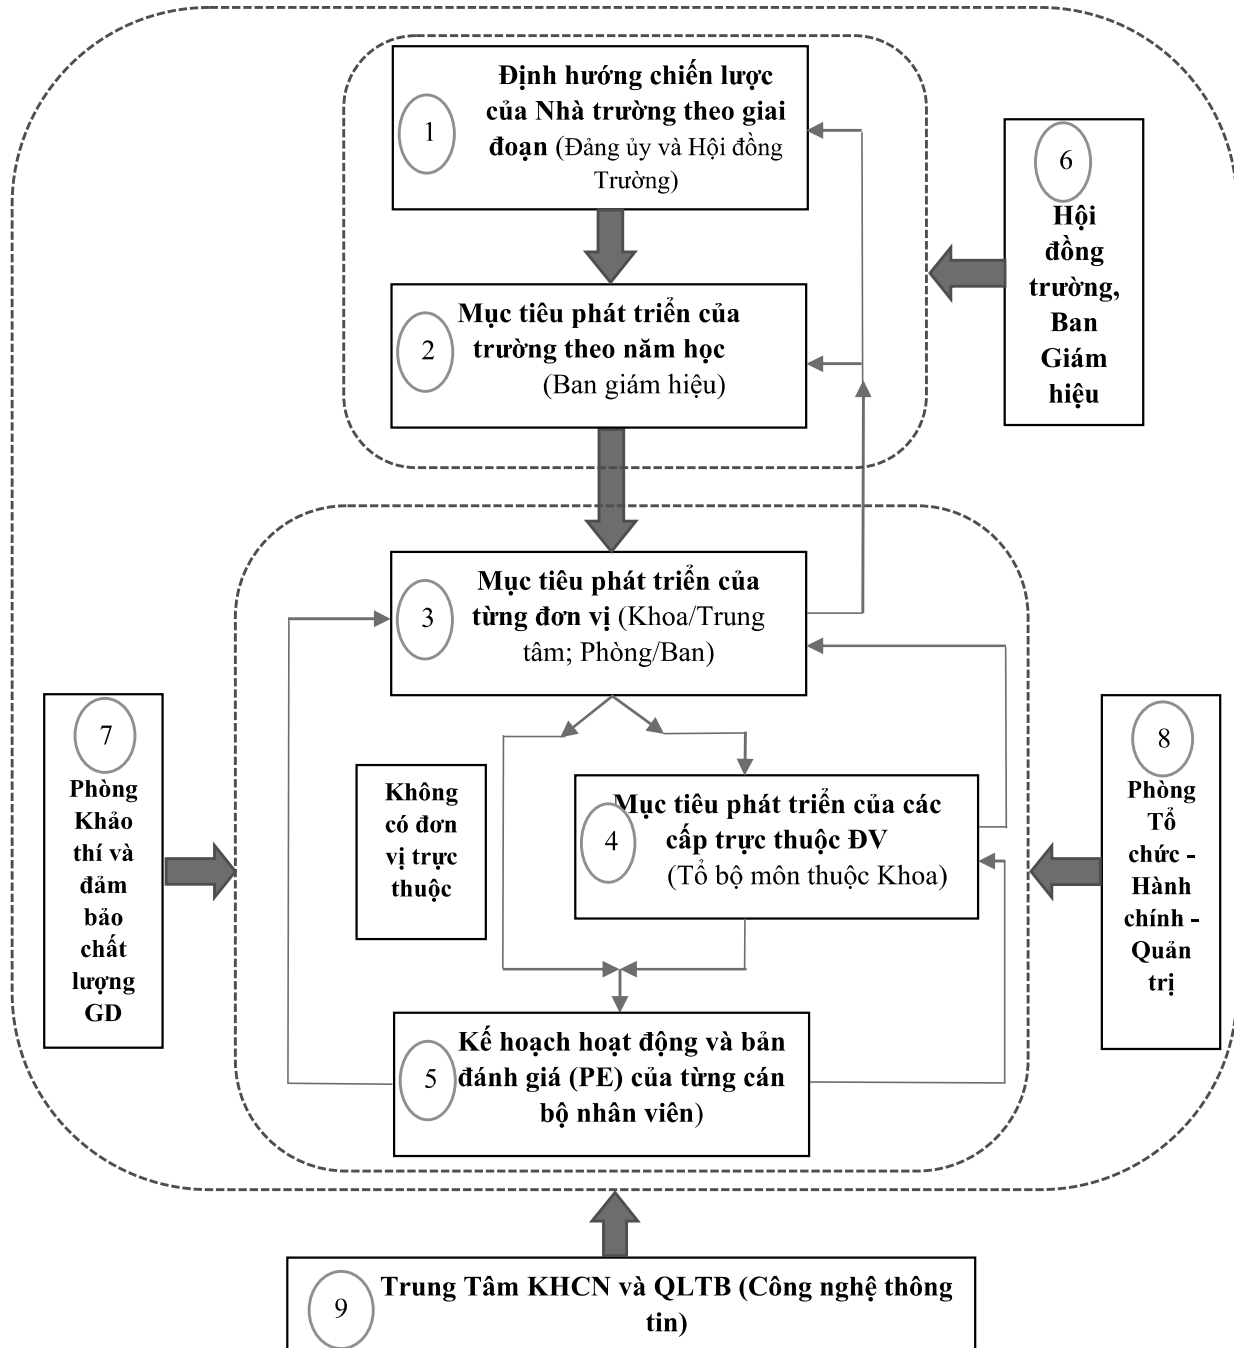 Định hướng chiến lược
của Nhà trường theo giai
đoạn (Đảng ủy và Hội đồng
Trường)
1
6
Hội
đồng
trường,
Ban
Giám
hiệu
Mục tiêu phát triển của
trường theo năm học
(Ban giám hiệu)
2
Mục tiêu phát triển của
từng đơn vị (Khoa/Trung
tâm; Phòng/Ban)
3
7
Phòng
Khảo
thí và
đảm
bảo
chất
lượng
GD
Không
có đơn
vị trực
thuộc
Mục tiêu phát triển của các
cấp trực thuộc ĐV
(Tổ bộ môn thuộc Khoa)
4
8
Phòng
Tổ
chức -
Hành
chính -
Quản
trị
Kế hoạch hoạt động và bản
đánh giá (PE) của từng cán
bộ nhân viên)
5
Trung Tâm KHCN và QLTB (Công nghệ thông
tin)
9